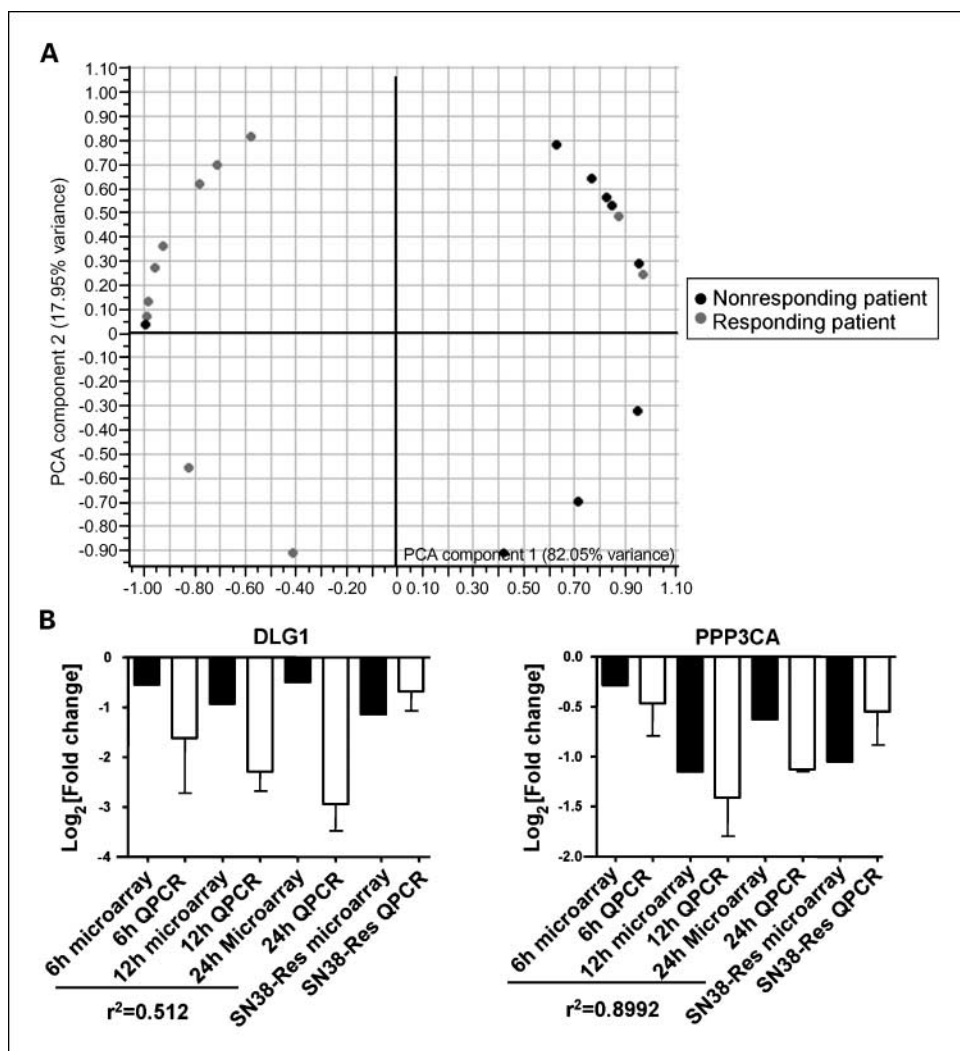 A
PCA component 2 (17.95% variance)
1.10
1.00
0.90
0.80
0.70
0.60
0.50
0.40
0.30
0.20
0.10
0
-0.10
-0.20
-0.30
-0.40
-0.50
-0.60
-0.70
-0.80
-0.90
PCA component 1 (82.05% variance)
-1.00 -0.80 -0.60 -0.40 -0.20 0 0.10 0.30 0.50 0.70 0.90 1.10
Nonresponding patient
Responding patient
B
DLG1
Log2[Fold change]
0
-1
-2
-3
-4
6h microarray
6h QPCR
12h microarray
12h QPCR
24h Microarray
24h QPCR
SN38-Res microarray
SN38-Res QPCR
r²=0.512
PPP3CA
Log2[Fold change]
0.0
-0.5
-1.0
-1.5
-2.0
6h microarray
6h QPCR
12h microarray
12h QPCR
24h Microarray
24h QPCR
SN38-Res microarray
SN38-Res QPCR
r²=0.8992